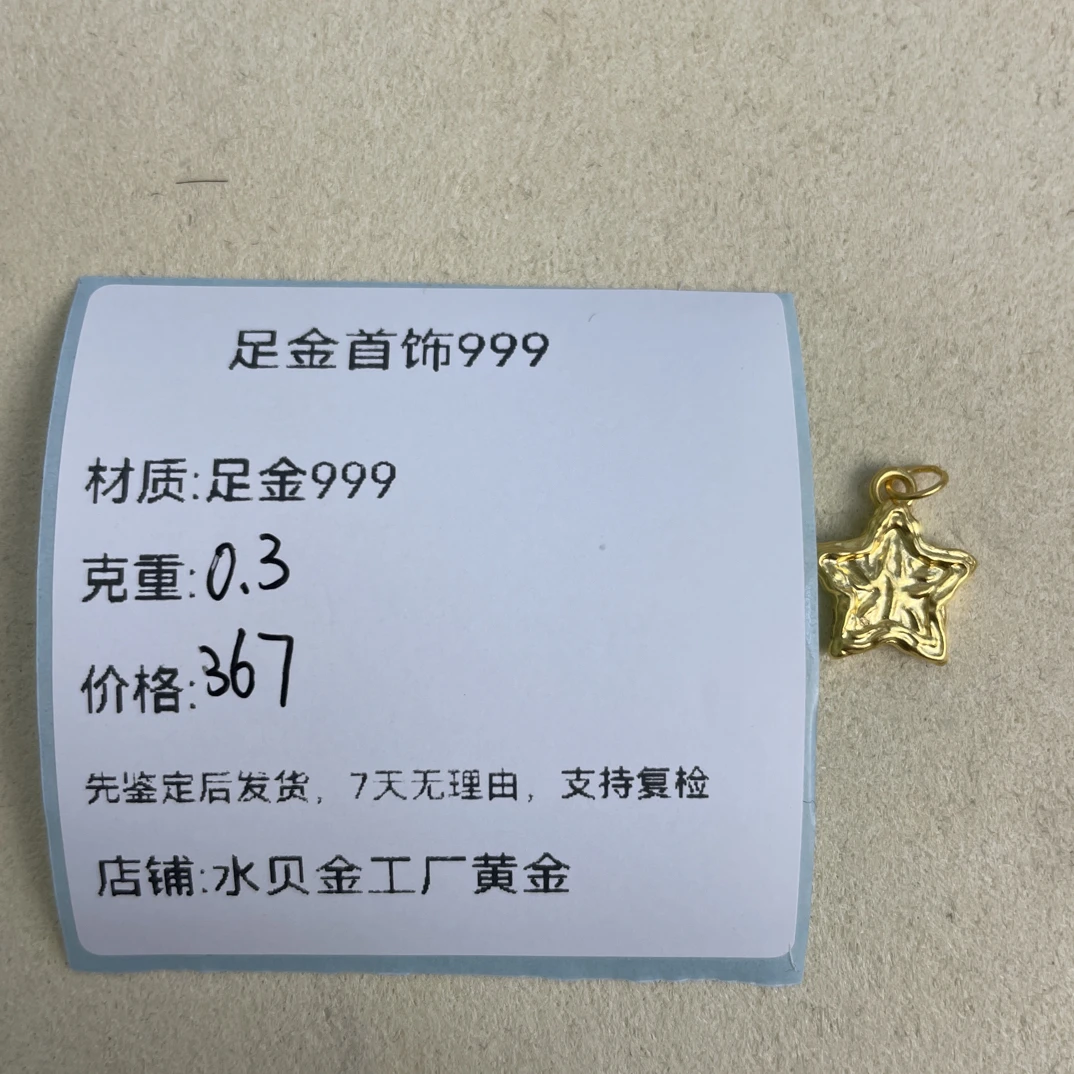 足金首饰999
材质:足金999
克重:0.3
价格:367
先鉴定后发货，7天无理由，支持复检
店铺:水贝金工厂黄金